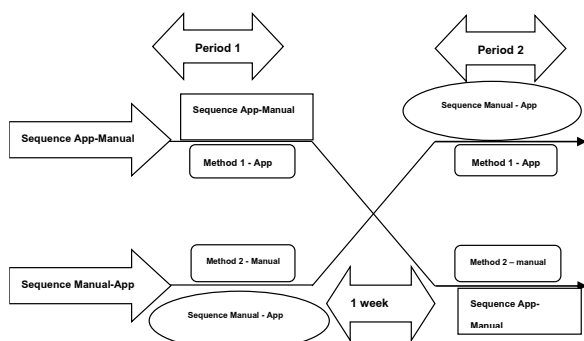 Period 1
Period 2
Sequence App-Manual
Sequence Manual - App
Sequence App-Manual
Method 1 - App
Method 1 - App
Method 2 - Manual
Method 2 – manual
Sequence Manual-App
1 week
Sequence App-
Manual
Sequence Manual - App